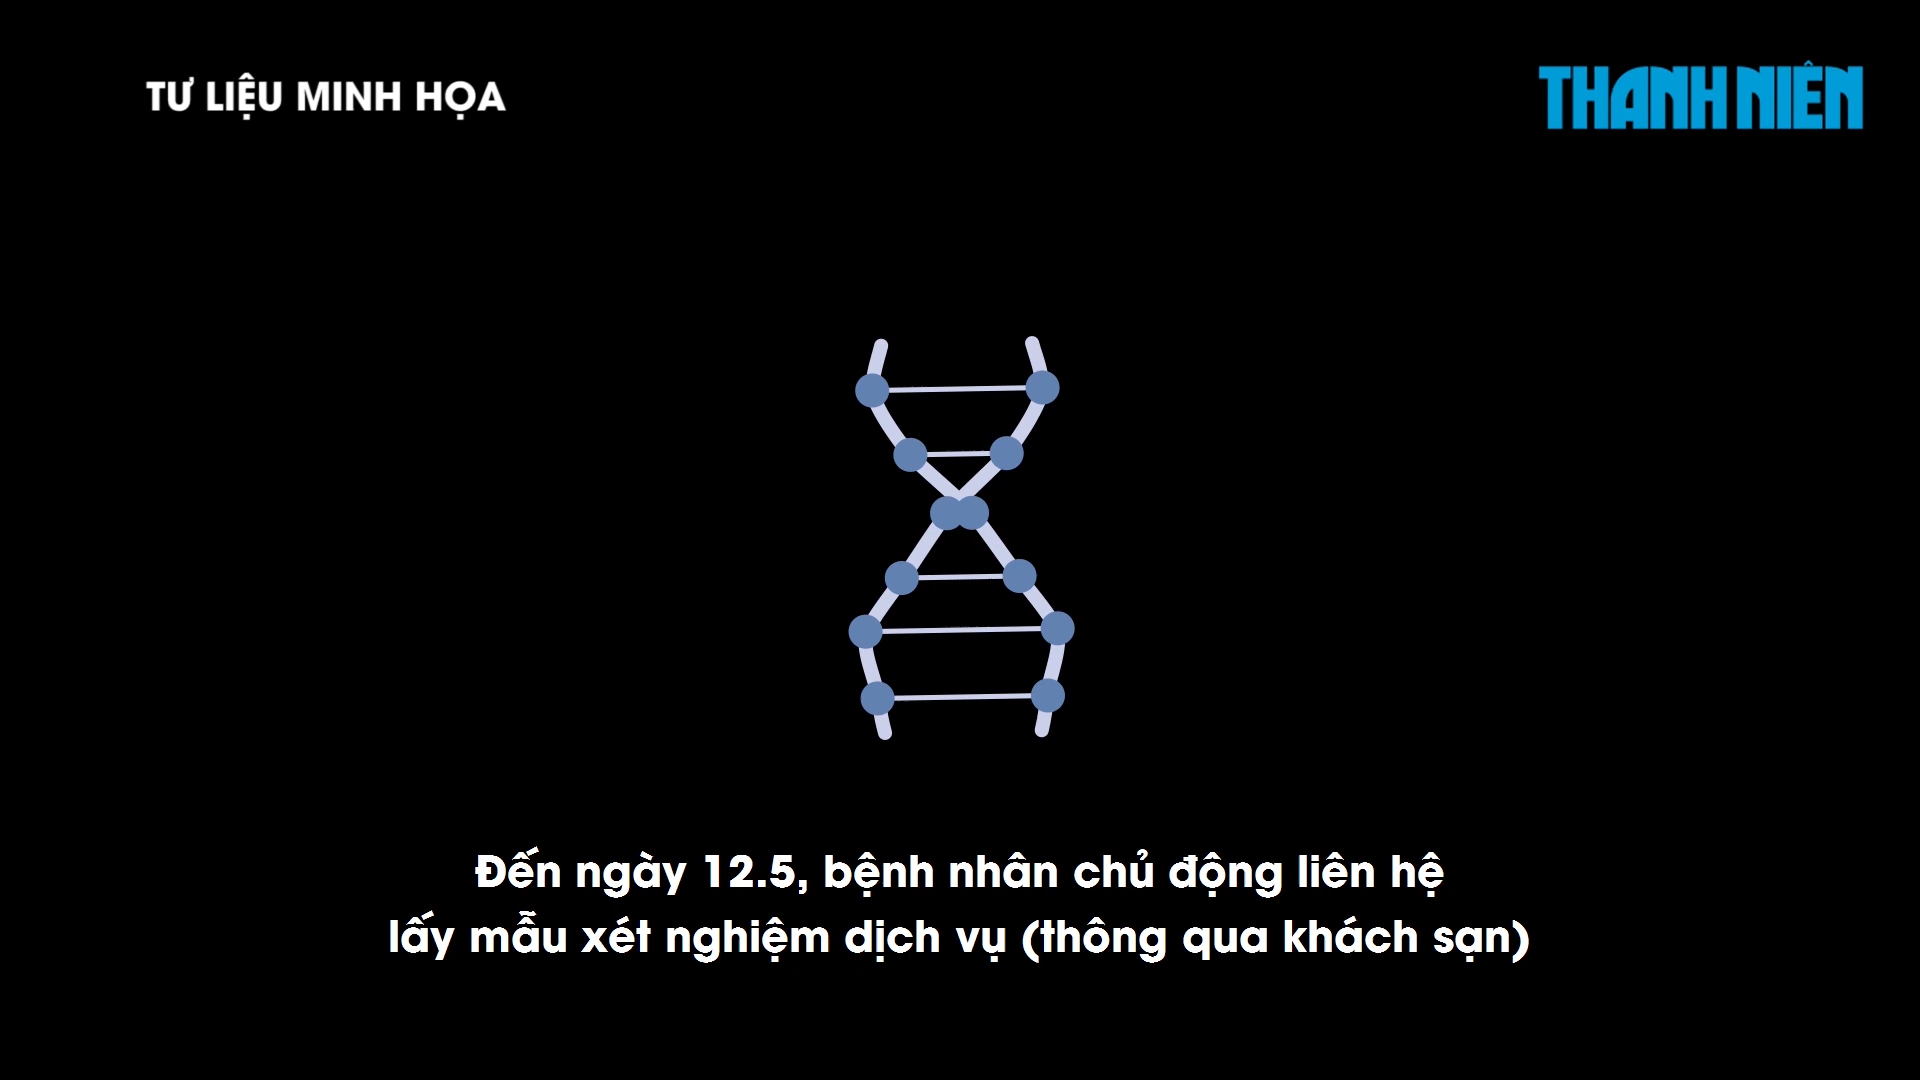 TƯ LIỆU MINH HỌA
THANH NIÊN
Đến ngày 12.5, bệnh nhân chủ động liên hệ
lấy mẫu xét nghiệm dịch vụ (thông qua khách sạn)